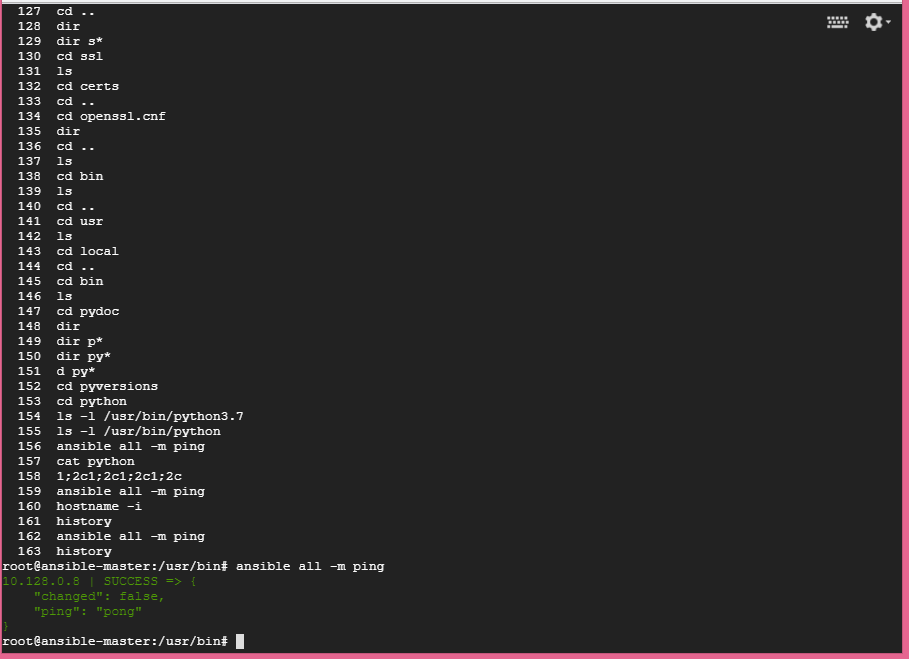 127 cd ..
128 dir
129 dir s*
130 cd ssl
131 ls
132 cd certs
133 cd ..
134 cd openssl.cnf
135 dir
136 cd ..
137 ls
138 cd bin
139 ls
140 cd ..
141 cd usr
142 ls
143 cd local
144 cd ..
145 cd bin
146 ls
147 cd pydoc
148 dir
149 dir p*
150 dir py*
151 d py*
152 cd pyversions
153 cd python
154 ls -l /usr/bin/python3.7
155 ls -l /usr/bin/python
156 ansible all -m ping
157 cat python
158 1;2c1;2c1;2c1;2c
159 ansible all -m ping
160 hostname -i
161 history
162 ansible all -m ping
163 history
root@ansible-master:/usr/bin# ansible all -m ping
10.128.0.8 | SUCCESS => {
    "changed": false,
    "ping": "pong"
}
root@ansible-master:/usr/bin#